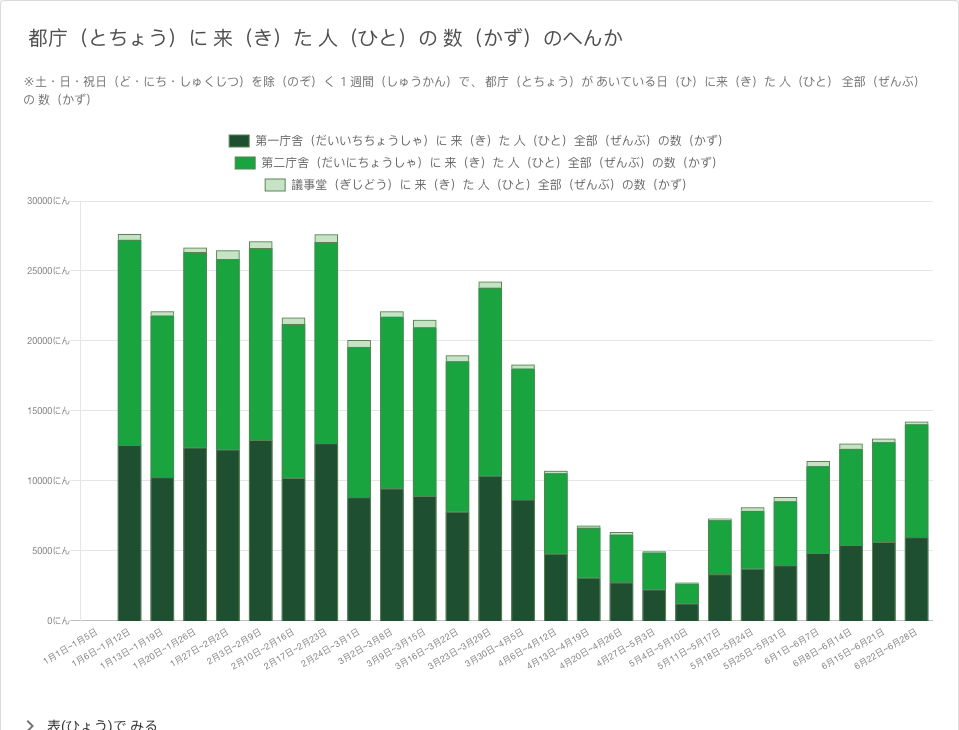 都庁（とちょう）に 来（き）た 人（ひと）の 数（かず）のへんか
※土・日・祝日（ど・にち・しゅくじつ）を除（のぞ）く 1 週間（しゅうかん）で、都庁（とちょう）が あいている日（ひ）に来（き）た 人（ひと） 全部（ぜんぶ）
の 数（かず）
第一庁舎（だいいちちょうしゃ）に 来（き）た 人（ひと）全部（ぜんぶ）の数（かず）
第二庁舎（だいにちょうしゃ）に 来（き）た 人（ひと）全部（ぜんぶ）の数（かず）
議事堂（ぎじどう）に 来（き）た 人（ひと）全部（ぜんぶ）の数（かず）
30000にん
25000にん
20000にん
15000にん
10000にん
5000にん
0にん
1月1日~1月5日
1月6日~1月12日
1月13日~1月19日
1月20日~1月26日
1月27日~2月2日
2月3日~2月9日
2月10日~2月16日
2月17日~2月23日
2月24日~3月1日
3月2日~3月8日
3月9日~3月15日
3月16日~3月22日
3月23日~3月29日
3月30日~4月5日
4月6日~4月12日
4月13日~4月19日
4月20日~4月26日
4月27日~5月3日
5月4日~5月10日
5月11日~5月17日
5月18日~5月24日
5月25日~5月31日
6月1日~6月7日
6月8日~6月14日
6月15日~6月21日
6月22日~6月28日
表(ひょう)で みる